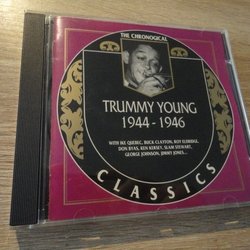 THE CHRONOLOGICAL
TRUMMY YOUNG
1944 - 1946
WITH IKE QUEBEC, BUCK CLAYTON, ROY ELDRIDGE,
DON BYAS, KEN KERSEY, SLAM STEWART,
GEORGE JOHNSON, JIMMY JONES...
CLASSICS